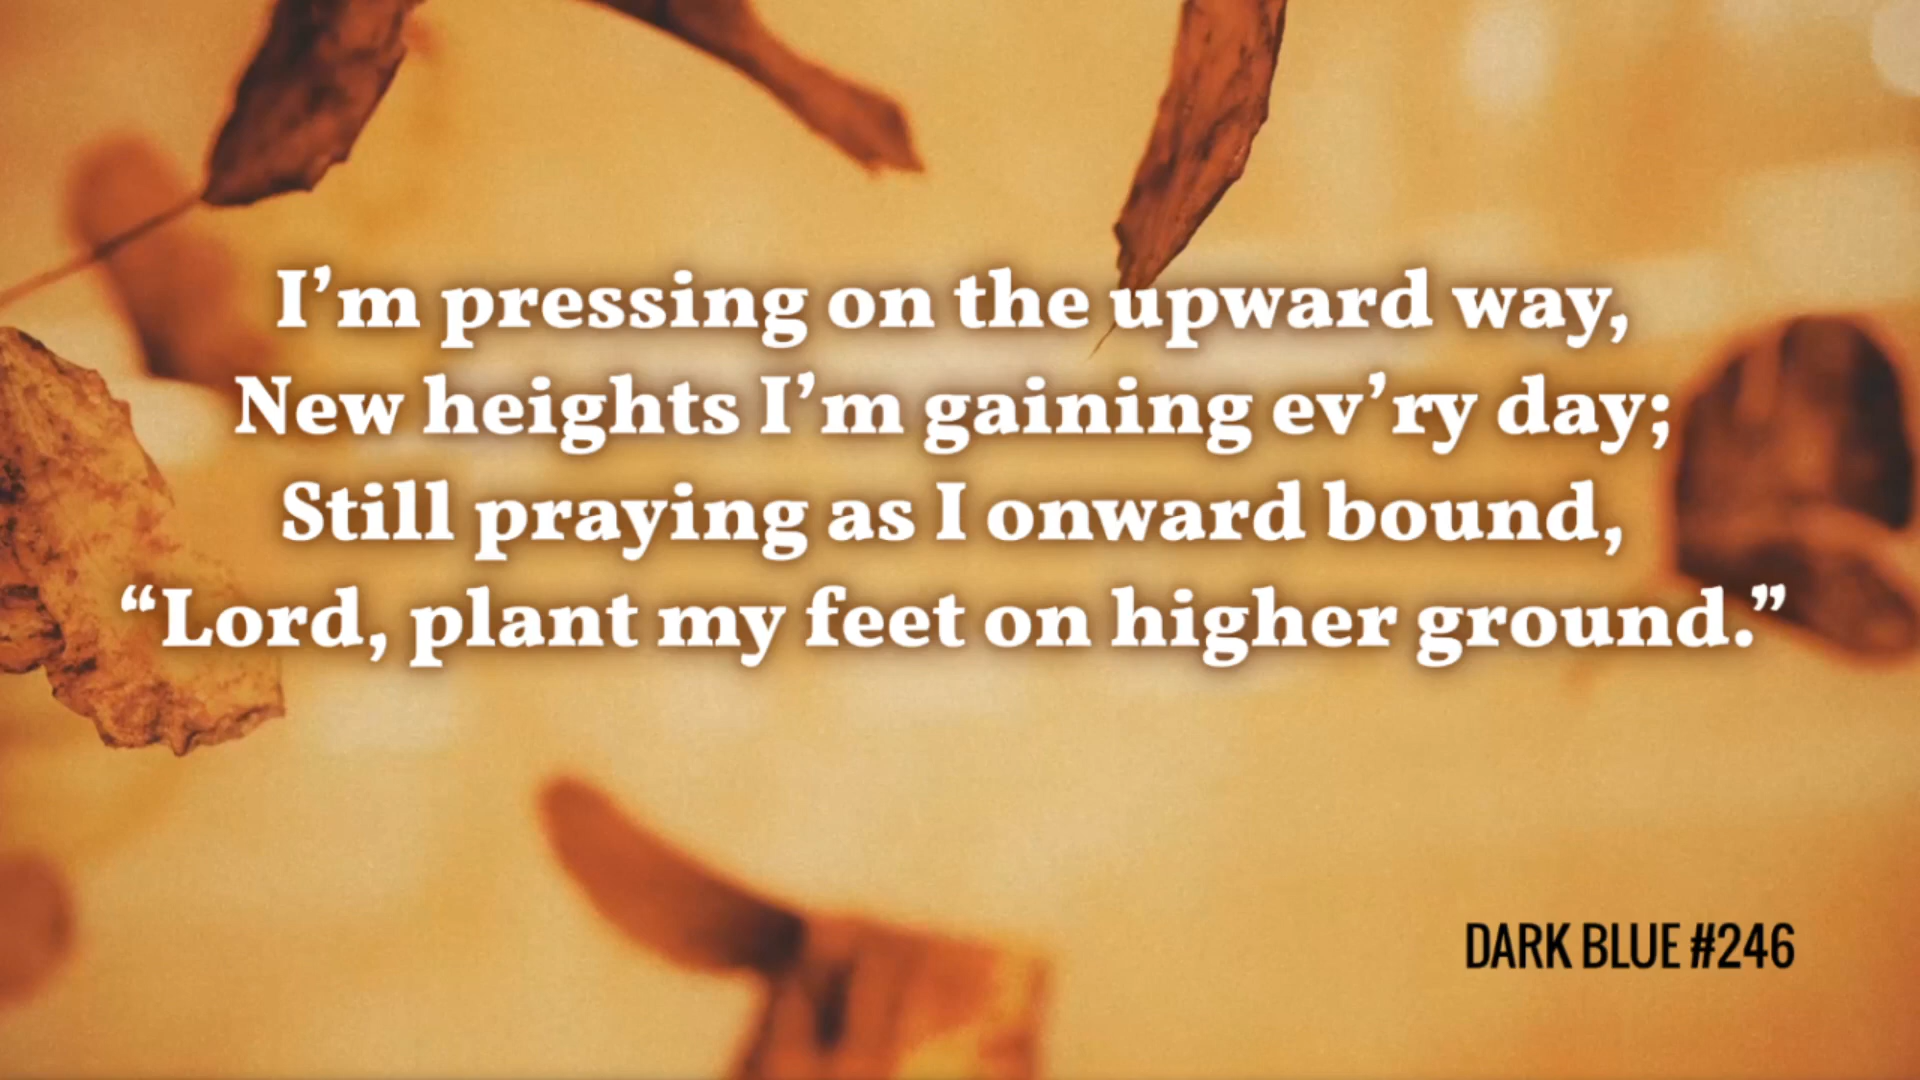 I’m pressing on the upward way,
New heights I’m gaining ev’ry day;
Still praying as I onward bound,
“Lord, plant my feet on higher ground.”
DARK BLUE #246